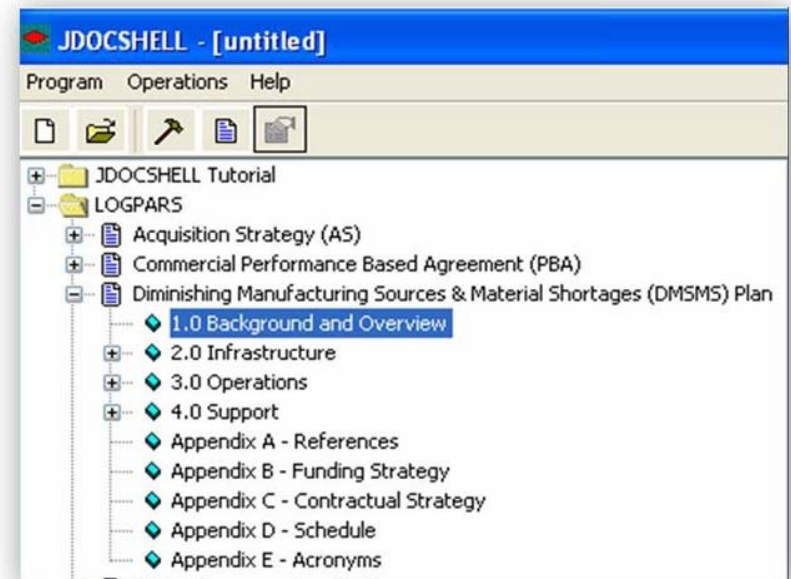 JDOCSHELL - [untitled]
Program Operations Help
JDOCSHELL Tutorial
LOGPARS
Acquisition Strategy (AS)
Commercial Performance Based Agreement (PBA)
Diminishing Manufacturing Sources & Material Shortages (DMSMS) Plan
1.0 Background and Overview
2.0 Infrastructure
3.0 Operations
4.0 Support
Appendix A - References
Appendix B - Funding Strategy
Appendix C - Contractual Strategy
Appendix D - Schedule
Appendix E - Acronyms